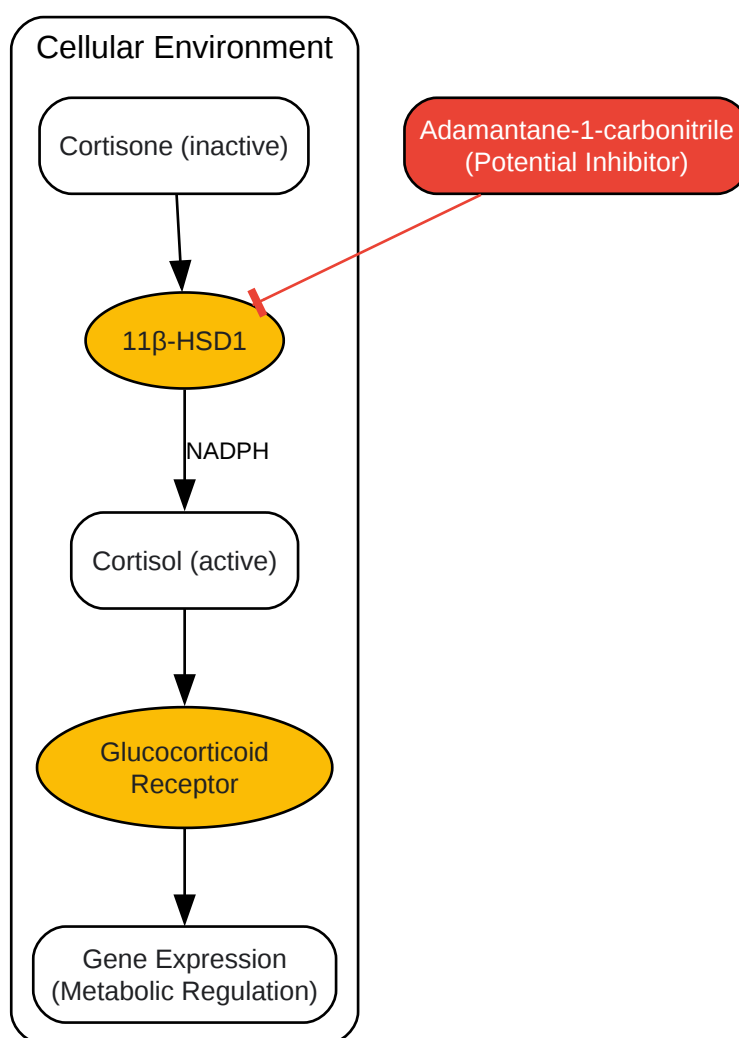 Cellular Environment
Cortisone (inactive)
Adamantane-1-carbonitrile
(Potential Inhibitor)
11β-HSD1
NADPH
Cortisol (active)
Glucocorticoid
Receptor
Gene Expression
(Metabolic Regulation)